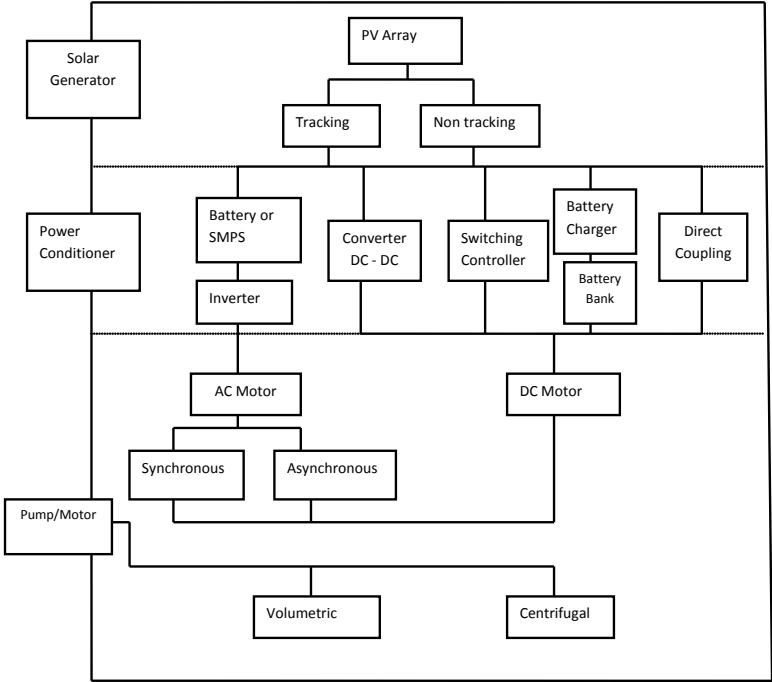 PV Array
Solar
Generator
Tracking
Non tracking
Power
Conditioner
Battery or
SMPS
Converter
DC - DC
Switching
Controller
Battery
Charger
Direct
Coupling
Inverter
Battery
Bank
AC Motor
DC Motor
Synchronous
Asynchronous
Pump/Motor
Volumetric
Centrifugal